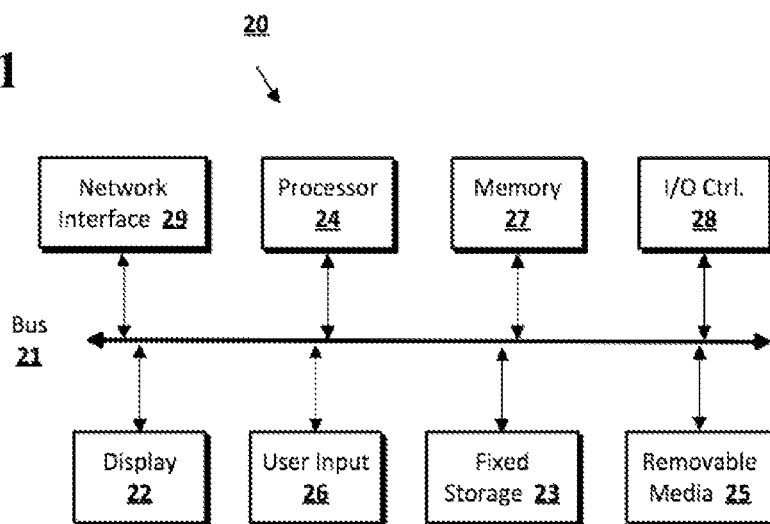 20
1
Network
Interface 29
Processor
24
Memory
27
I/O Ctrl.
28
Bus
21
Display
22
User Input
26
Fixed
Storage 23
Removable
Media 25